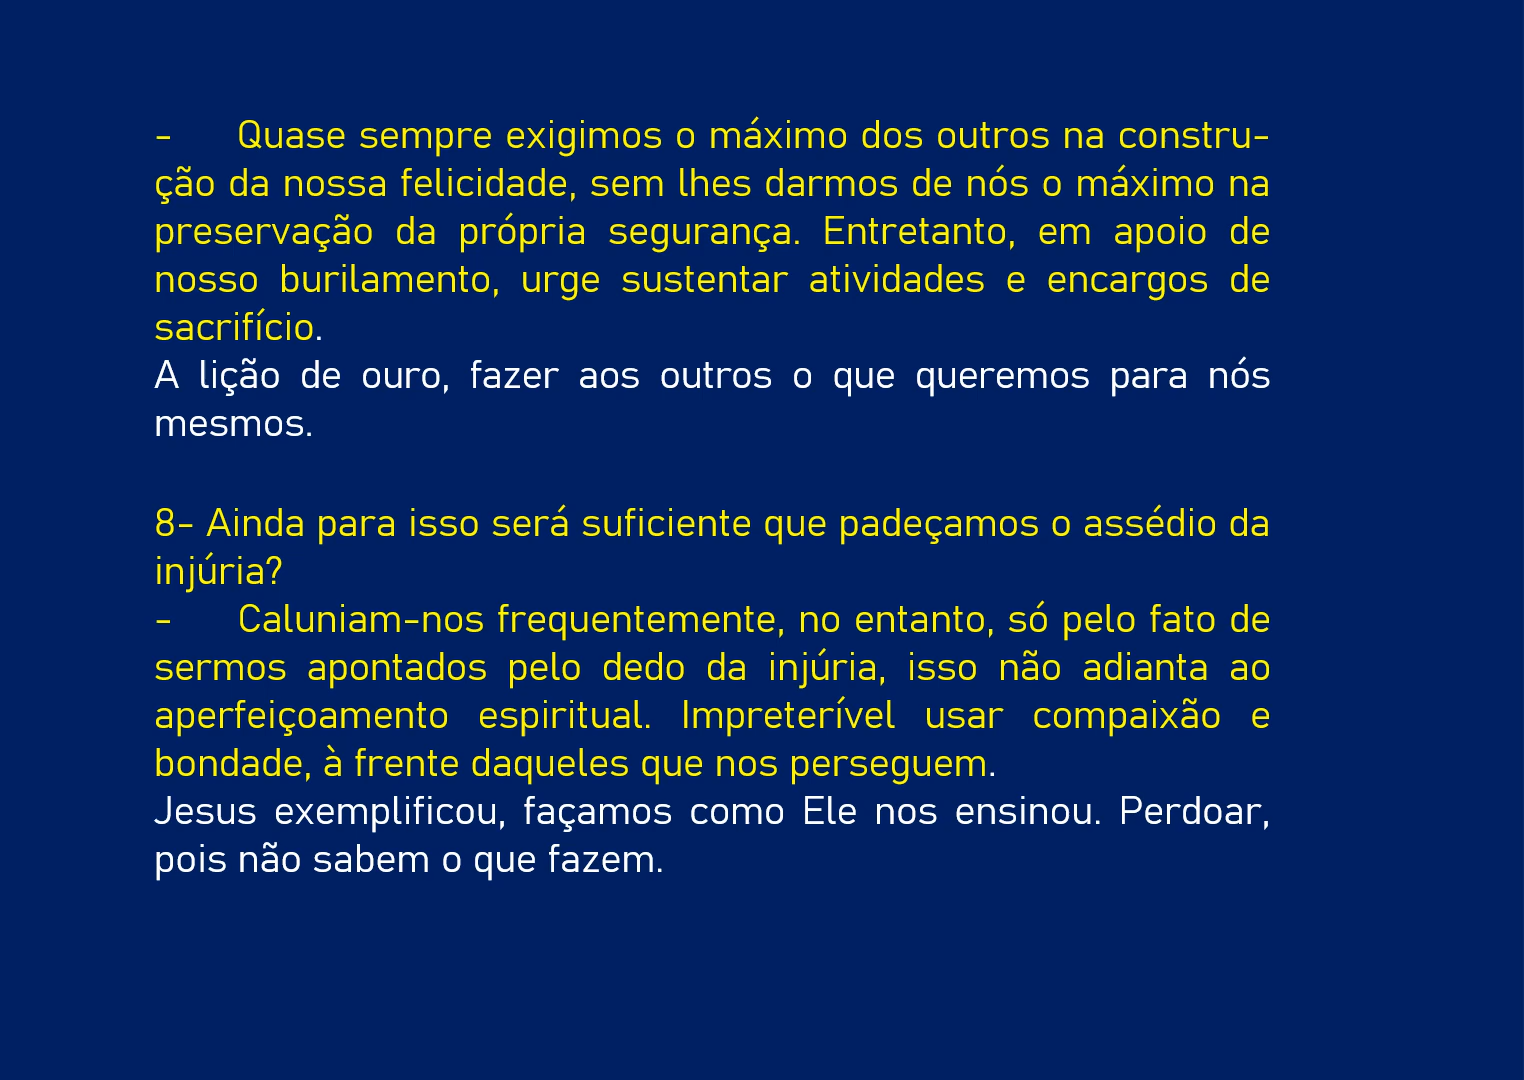 - Quase sempre exigimos o máximo dos outros na constru-
ção da nossa felicidade, sem lhes darmos de nós o máximo na
preservação da própria segurança. Entretanto, em apoio de
nosso burilamento, urge sustentar atividades e encargos de
sacrifício.
A lição de ouro, fazer aos outros o que queremos para nós
mesmos.
8- Ainda para isso será suficiente que padeçamos o assédio da
injúria?
- Caluniam-nos frequentemente, no entanto, só pelo fato de
sermos apontados pelo dedo da injúria, isso não adianta ao
aperfeiçoamento espiritual. Impreterível usar compaixão e
bondade, à frente daqueles que nos perseguem.
Jesus exemplificou, façamos como Ele nos ensinou. Perdoar,
pois não sabem o que fazem.